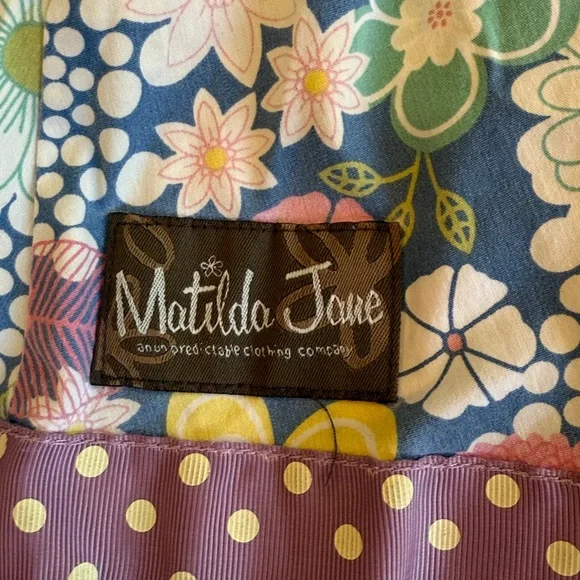 Matilda Jane
an unpredictable clothing company